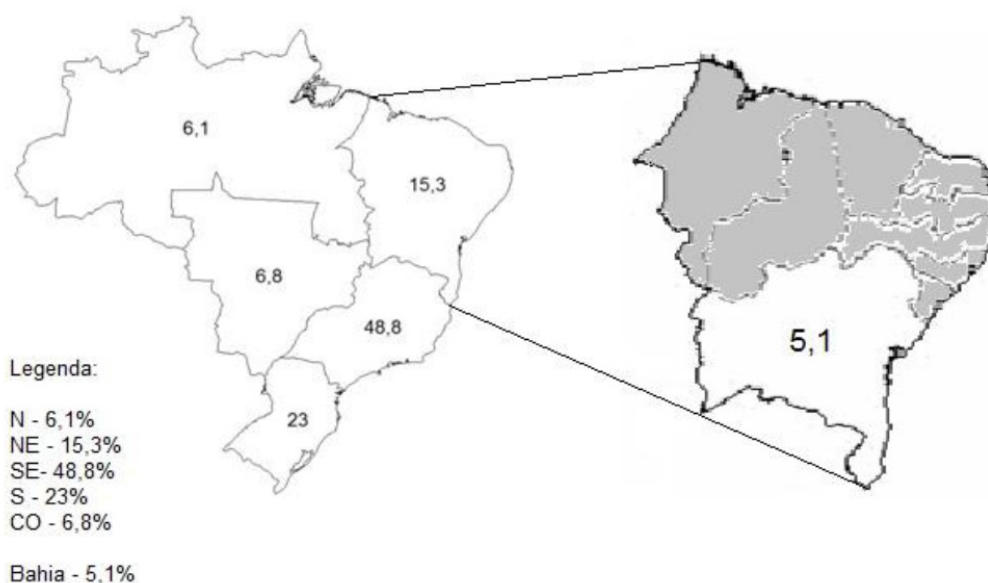 6,1
15,3
6,8
48,8
23
5,1
Legenda:
N - 6,1%
NE - 15,3%
SE- 48,8%
S - 23%
CO - 6,8%
Bahia - 5,1%